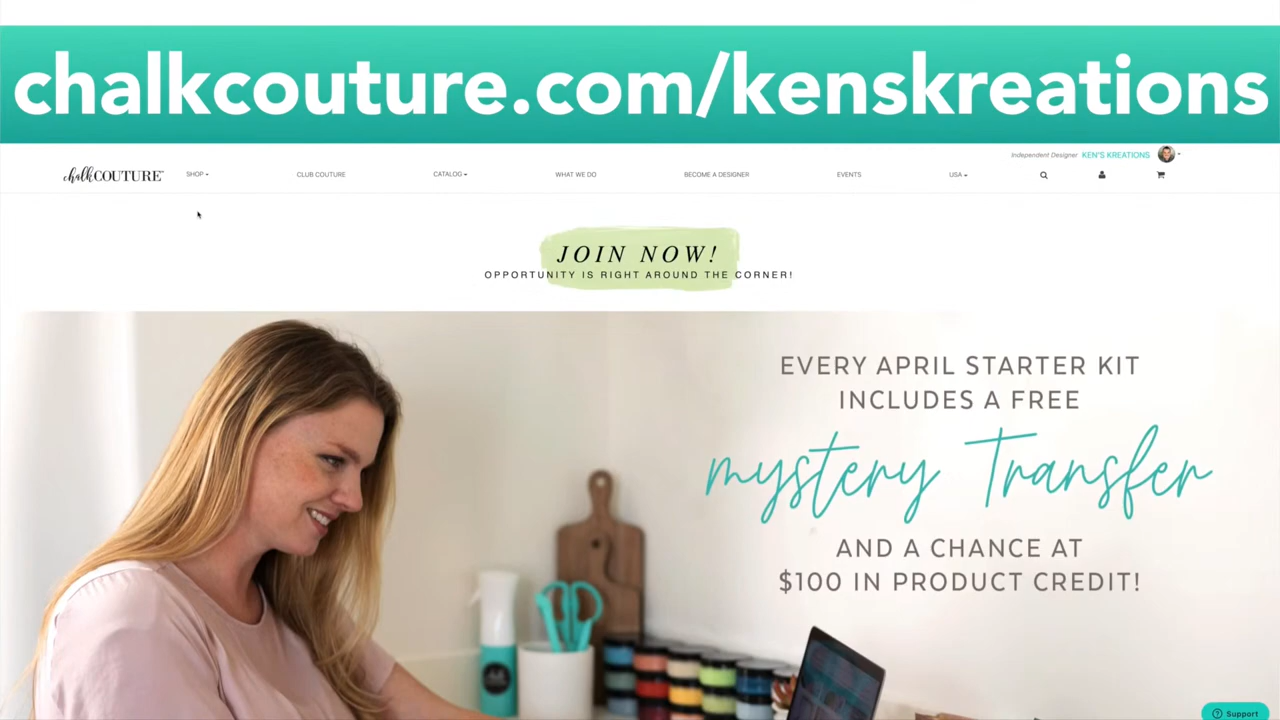 chalkcouture.com/kenskreations
Independent Designer KEN'S KREATIONS
chalkCOUTURE SHOP CLUB COUTURE CATALOG WHAT WE DO BECOME A DESIGNER EVENTS USA
JOIN NOW!
OPPORTUNITY IS RIGHT AROUND THE CORNER!
EVERY APRIL STARTER KIT
INCLUDES A FREE
mystery Transfer
AND A CHANCE AT
$100 IN PRODUCT CREDIT!
Support